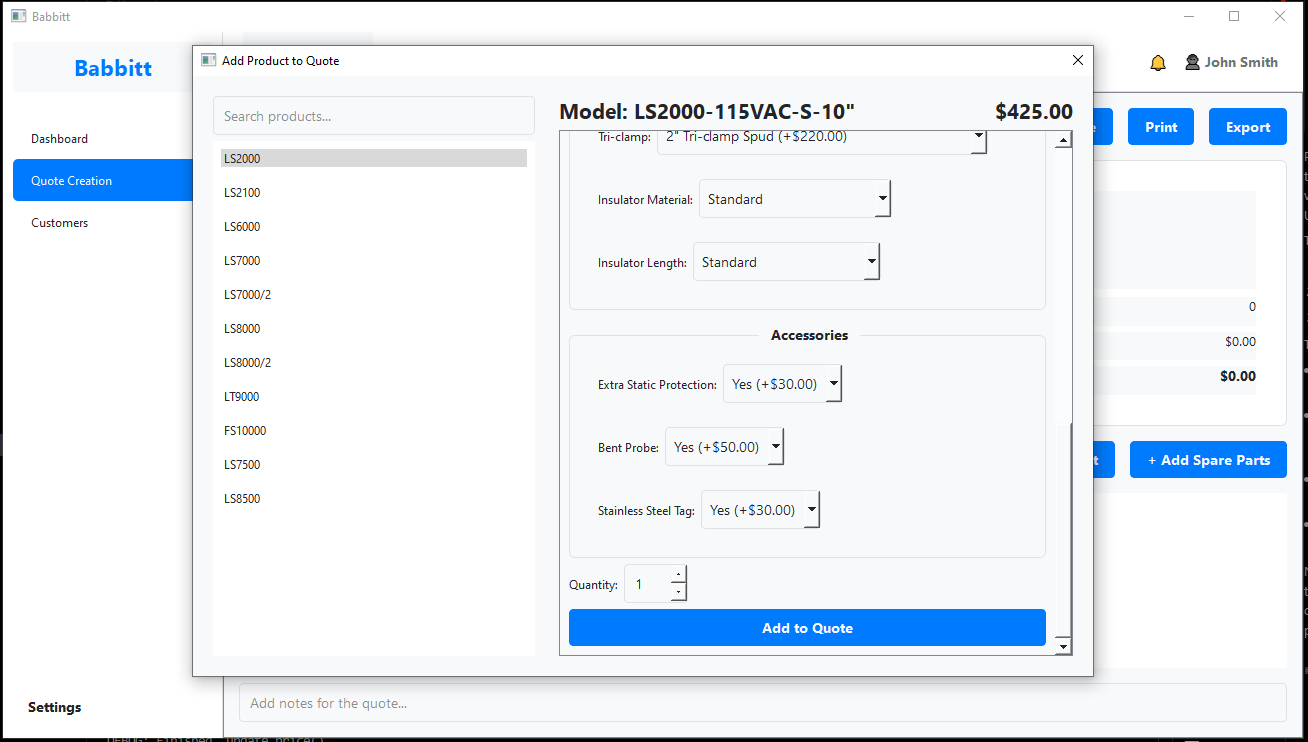 Babbitt
Add Product to Quote
Babbitt
John Smith
Search products...
Model: LS2000-115VAC-S-10"
$425.00
Print
Export
Dashboard
Quote Creation
Customers
LS2000
LS2100
LS6000
LS7000
LS7000/2
LS8000
LS8000/2
LT9000
FS10000
LS7500
LS8500
Tri-clamp:
2" Tri-clamp Spud (+$220.00)
Insulator Material:
Standard
Insulator Length:
Standard
Accessories
Extra Static Protection:
Yes (+$30.00)
Bent Probe:
Yes (+$50.00)
Stainless Steel Tag:
Yes (+$30.00)
Quantity:
1
Add to Quote
0
$0.00
$0.00
+ Add Spare Parts
Settings
Add notes for the quote...